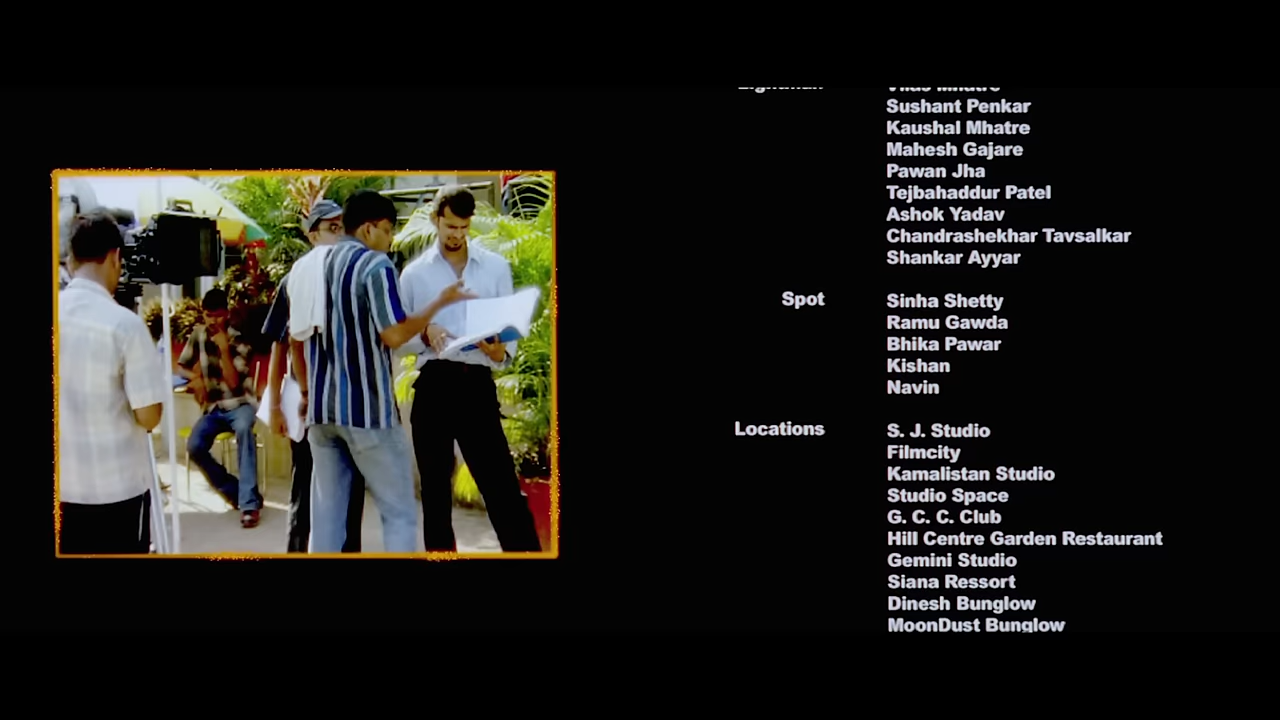 Sushant Penkar
Kaushal Mhatre
Mahesh Gajare
Pawan Jha
Tejbahaddur Patel
Ashok Yadav
Chandrashekhar Tavsalkar
Shankar Ayyar
Spot Sinha Shetty
Ramu Gawda
Bhika Pawar
Kishan
Navin
Locations S. J. Studio
Filmcity
Kamalistan Studio
Studio Space
G. C. C. Club
Hill Centre Garden Restaurant
Gemini Studio
Siana Ressort
Dinesh Bunglow
MoonDust Bunglow